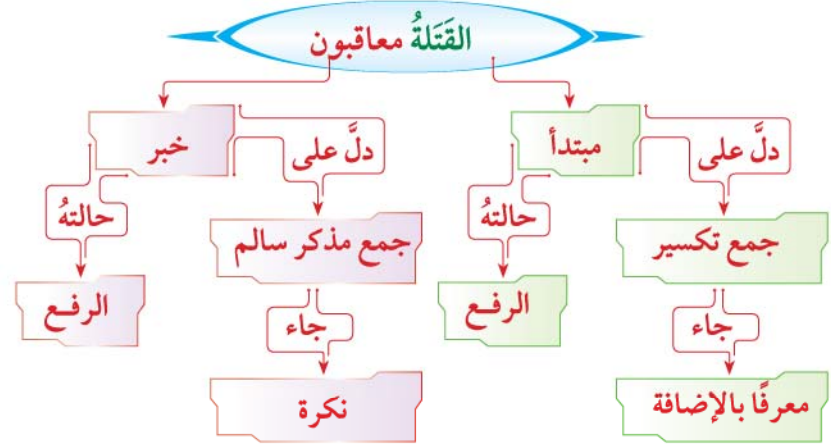 القَتَلةُ معاقبون
مبتدأ
دلَّ على
جمع تكسير
جاء
معرفًا بالإضافة
حالتهُ
الرفع
خبر
دلَّ على
جمع مذكر سالم
جاء
نكرة
حالتهُ
الرفع